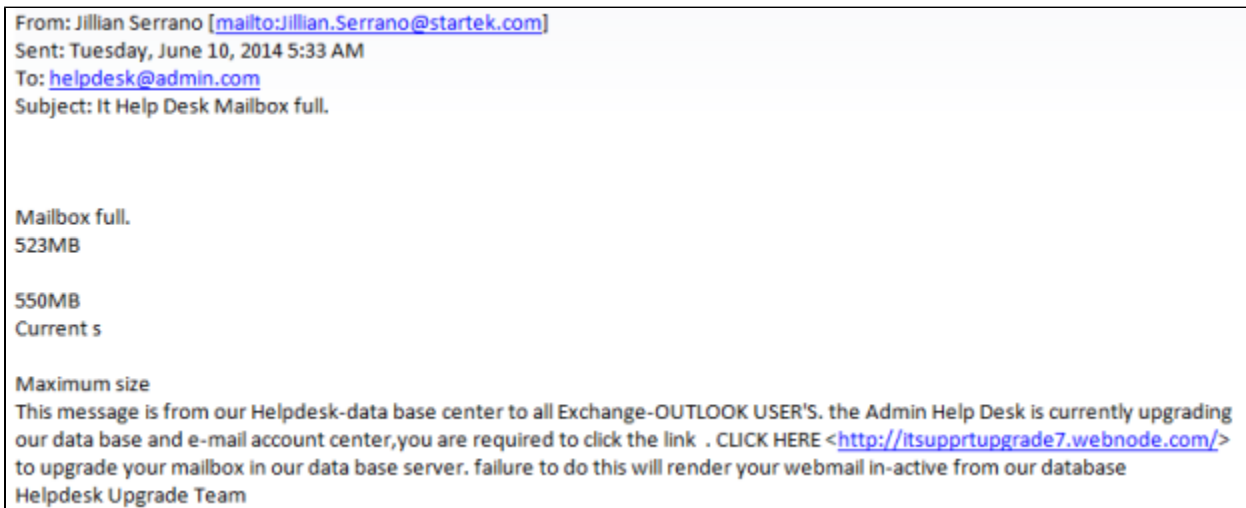 From: Jillian Serrano [mailto:Jillian.Serrano@startek.com]
Sent: Tuesday, June 10, 2014 5:33 AM
To: helpdesk@admin.com
Subject: It Help Desk Mailbox full.
Mailbox full.
523MB
550MB
Current s
Maximum size
This message is from our Helpdesk-data base center to all Exchange-OUTLOOK USER'S. the Admin Help Desk is currently upgrading
our data base and e-mail account center,you are required to click the link  . CLICK HERE <http://itsupprtupgrade7.webnode.com/>
to upgrade your mailbox in our data base server. failure to do this will render your webmail in-active from our database
Helpdesk Upgrade Team